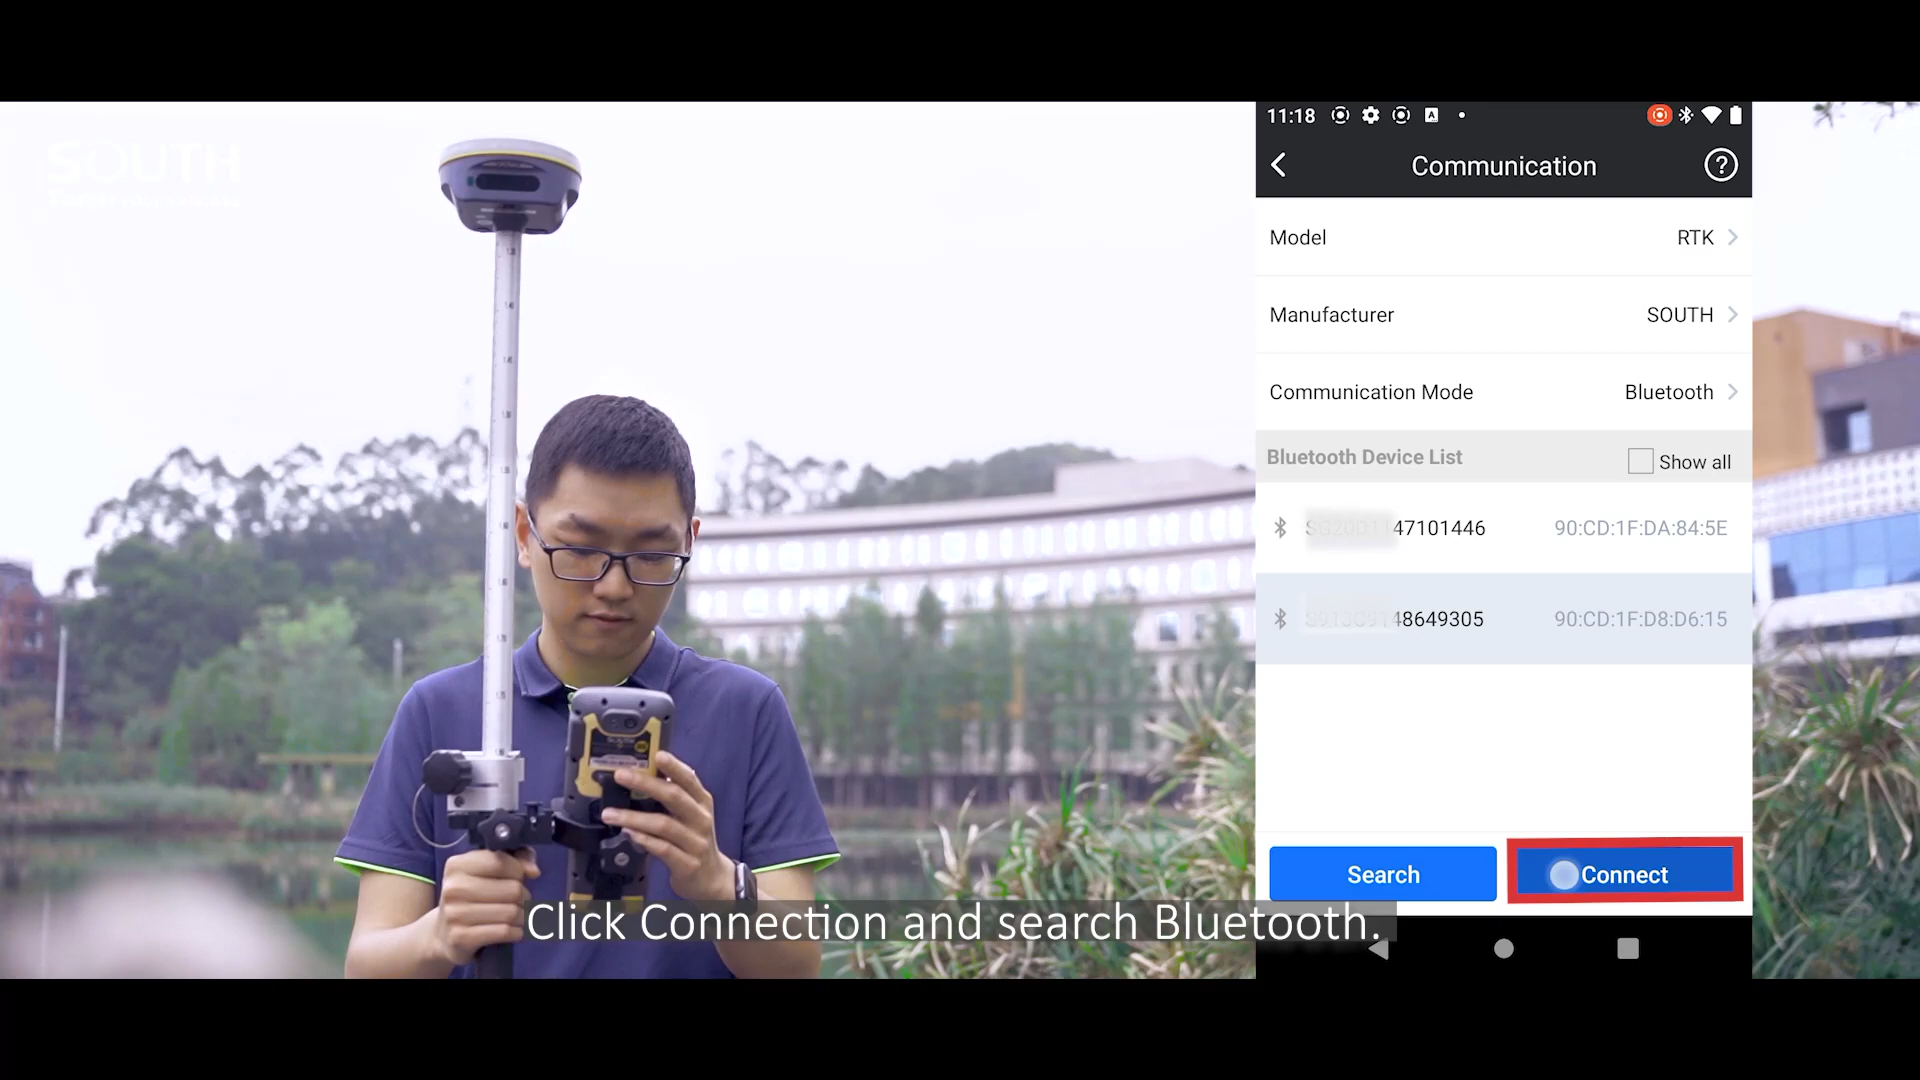 SOUTH
11:18
Communication
Model RTK
Manufacturer SOUTH
Communication Mode Bluetooth
Bluetooth Device List Show all
47101446 90:CD:1F:DA:84:5E
48649305 90:CD:1F:D8:D6:15
Search Connect
Click Connection and search Bluetooth.